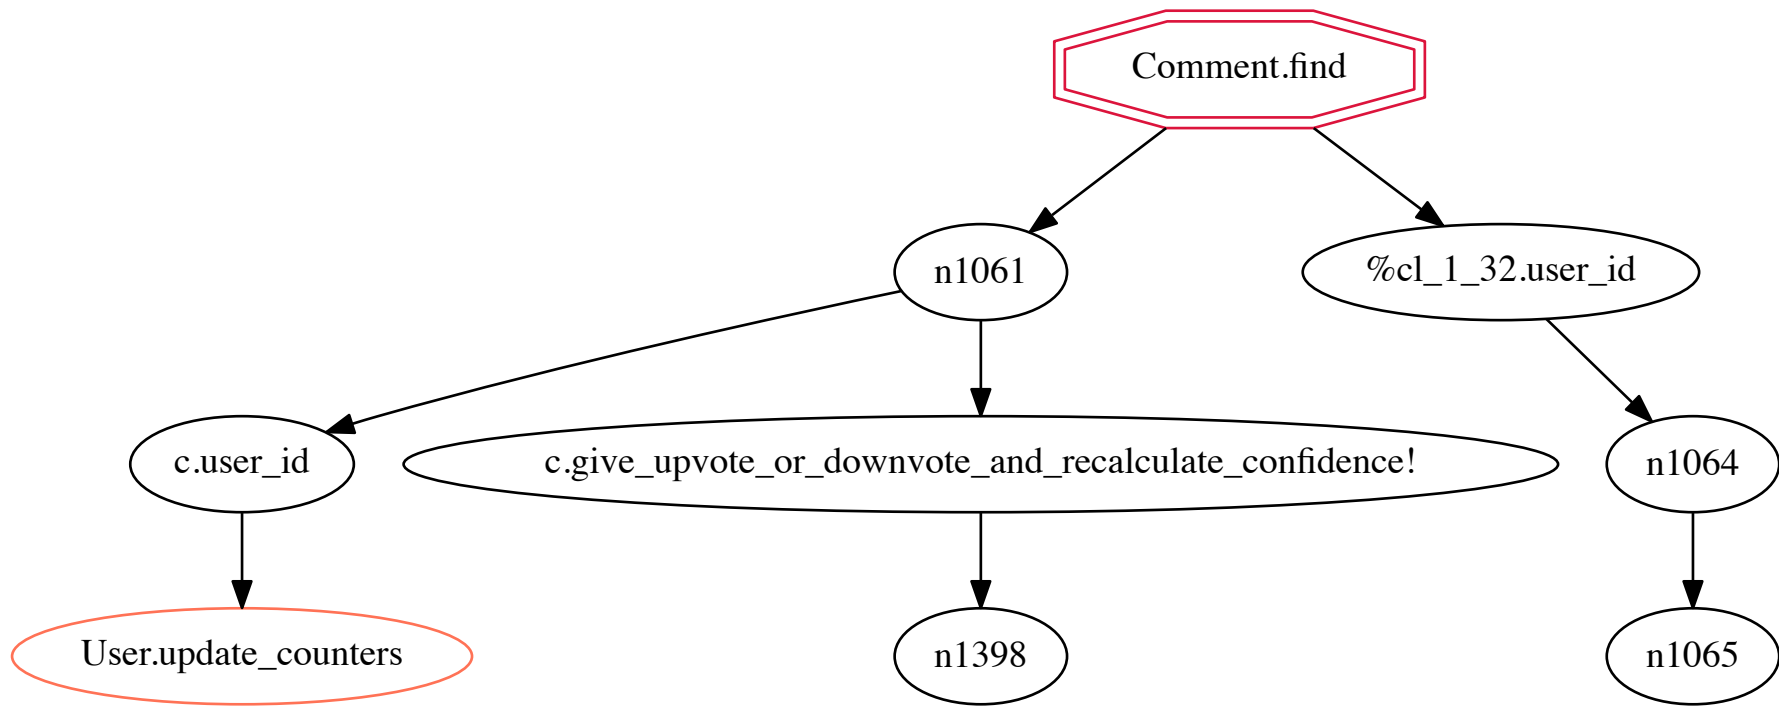 Comment.find
n1061
%cl_1_32.user_id
c.user_id
c.give_upvote_or_downvote_and_recalculate_confidence!
n1064
User.update_counters
n1398
n1065